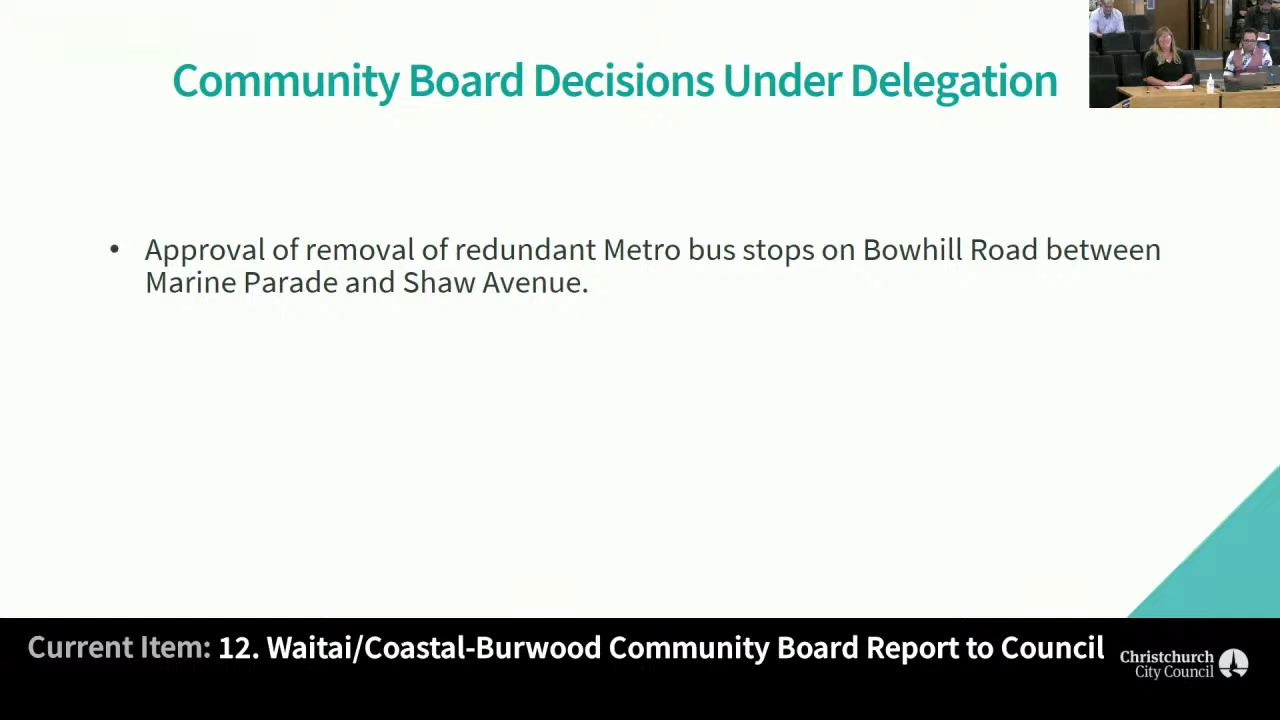 Community Board Decisions Under Delegation
• Approval of removal of redundant Metro bus stops on Bowhill Road between
Marine Parade and Shaw Avenue.
Current Item: 12. Waitai/Coastal-Burwood Community Board Report to Council
Christchurch
City Council